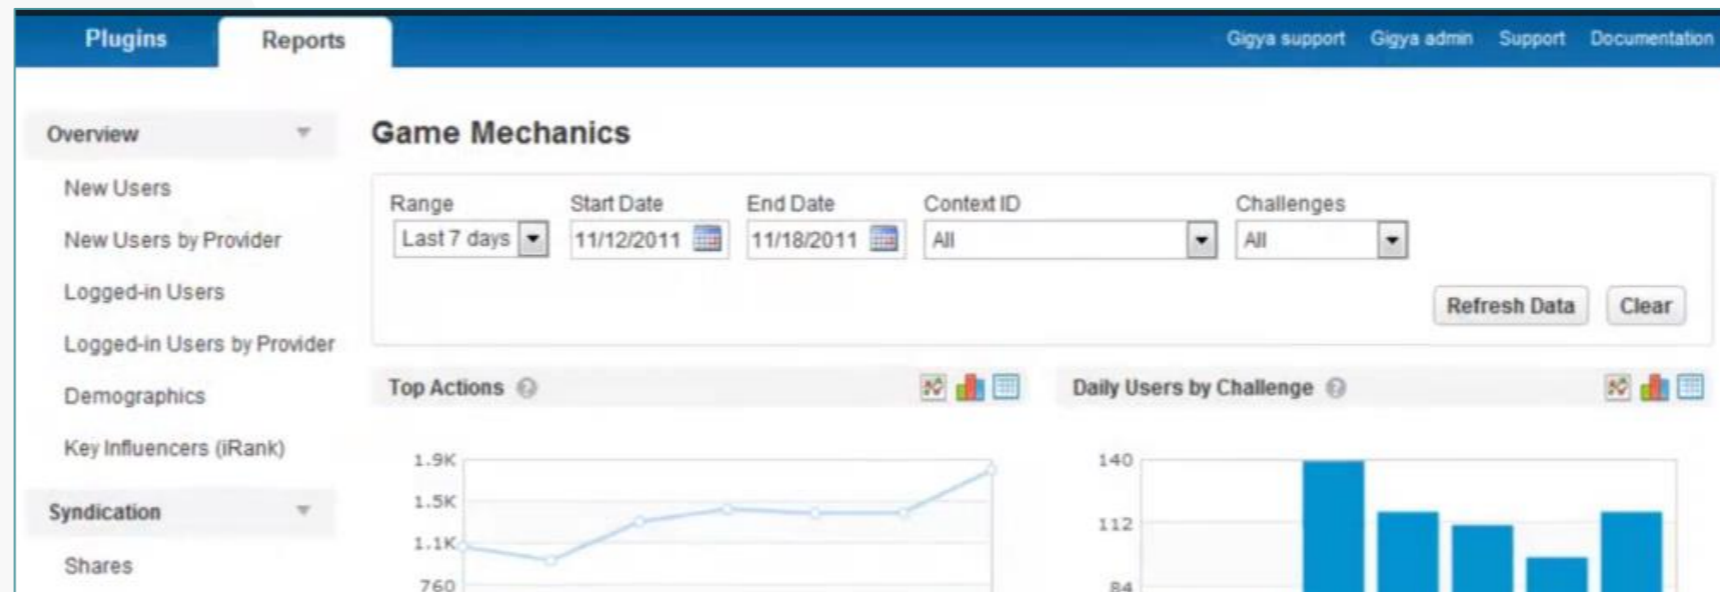 Plugins Reports Gigya support Gigya admin Support Documentation
Overview
New Users
New Users by Provider
Logged-in Users
Logged-in Users by Provider
Demographics
Key Influencers (iRank)
Syndication
Shares
Game Mechanics
Range Start Date End Date Context ID Challenges
Last 7 days 11/12/2011 11/18/2011 All All
Refresh Data Clear
Top Actions
1.9K
1.5K
1.1K
760
Daily Users by Challenge
140
112
84